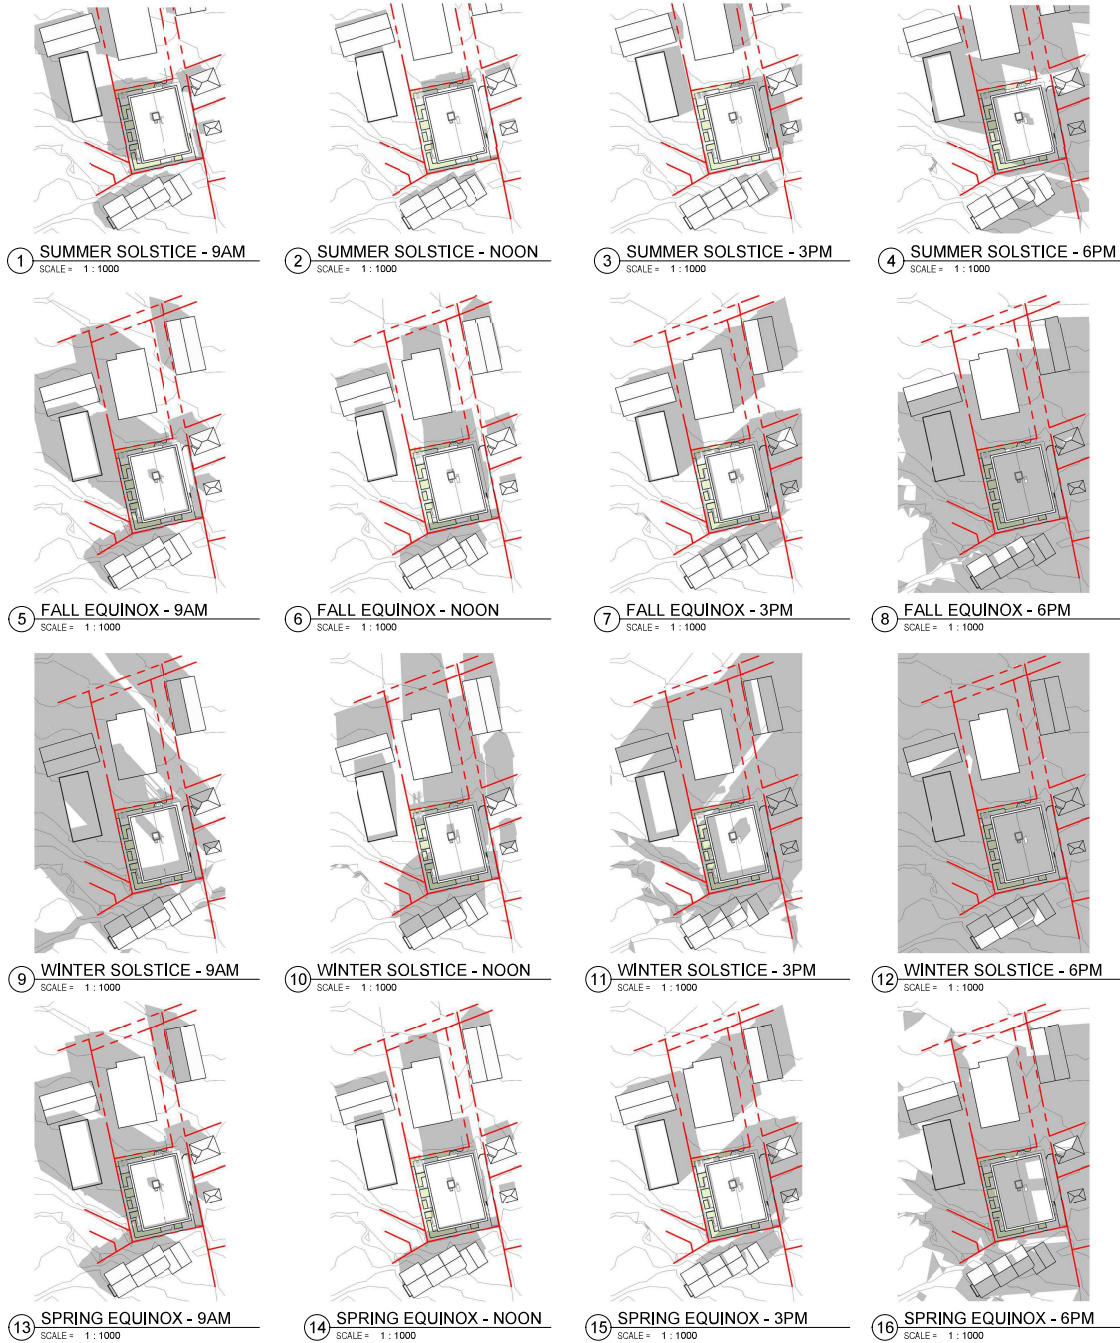 1 SUMMER SOLSTICE - 9AM
SCALE = 1 : 1000
2 SUMMER SOLSTICE - NOON
SCALE = 1 : 1000
3 SUMMER SOLSTICE - 3PM
SCALE = 1 : 1000
4 SUMMER SOLSTICE - 6PM
SCALE = 1 : 1000
5 FALL EQUINOX - 9AM
SCALE = 1 : 1000
6 FALL EQUINOX - NOON
SCALE = 1 : 1000
7 FALL EQUINOX - 3PM
SCALE = 1 : 1000
8 FALL EQUINOX - 6PM
SCALE = 1 : 1000
9 WINTER SOLSTICE - 9AM
SCALE = 1 : 1000
10 WINTER SOLSTICE - NOON
SCALE = 1 : 1000
11 WINTER SOLSTICE - 3PM
SCALE = 1 : 1000
12 WINTER SOLSTICE - 6PM
SCALE = 1 : 1000
13 SPRING EQUINOX - 9AM
SCALE = 1 : 1000
14 SPRING EQUINOX - NOON
SCALE = 1 : 1000
15 SPRING EQUINOX - 3PM
SCALE = 1 : 1000
16 SPRING EQUINOX - 6PM
SCALE = 1 : 1000